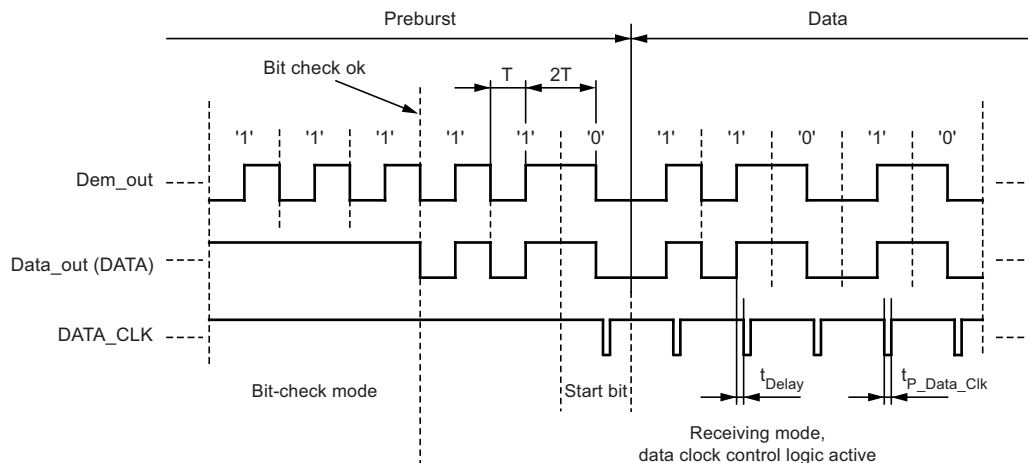 Preburst Data
Bit check ok
T 2T
'1' '1' '1' '1' '1' '0' '1' '1' '0' '1' '0'
Dem_out
Data_out (DATA)
DATA_CLK
Bit-check mode Start bit tDelay tP_Data_Clk
Receiving mode,
data clock control logic active